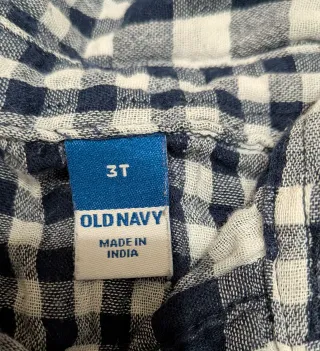 3T
OLD NAVY
MADE IN
INDIA